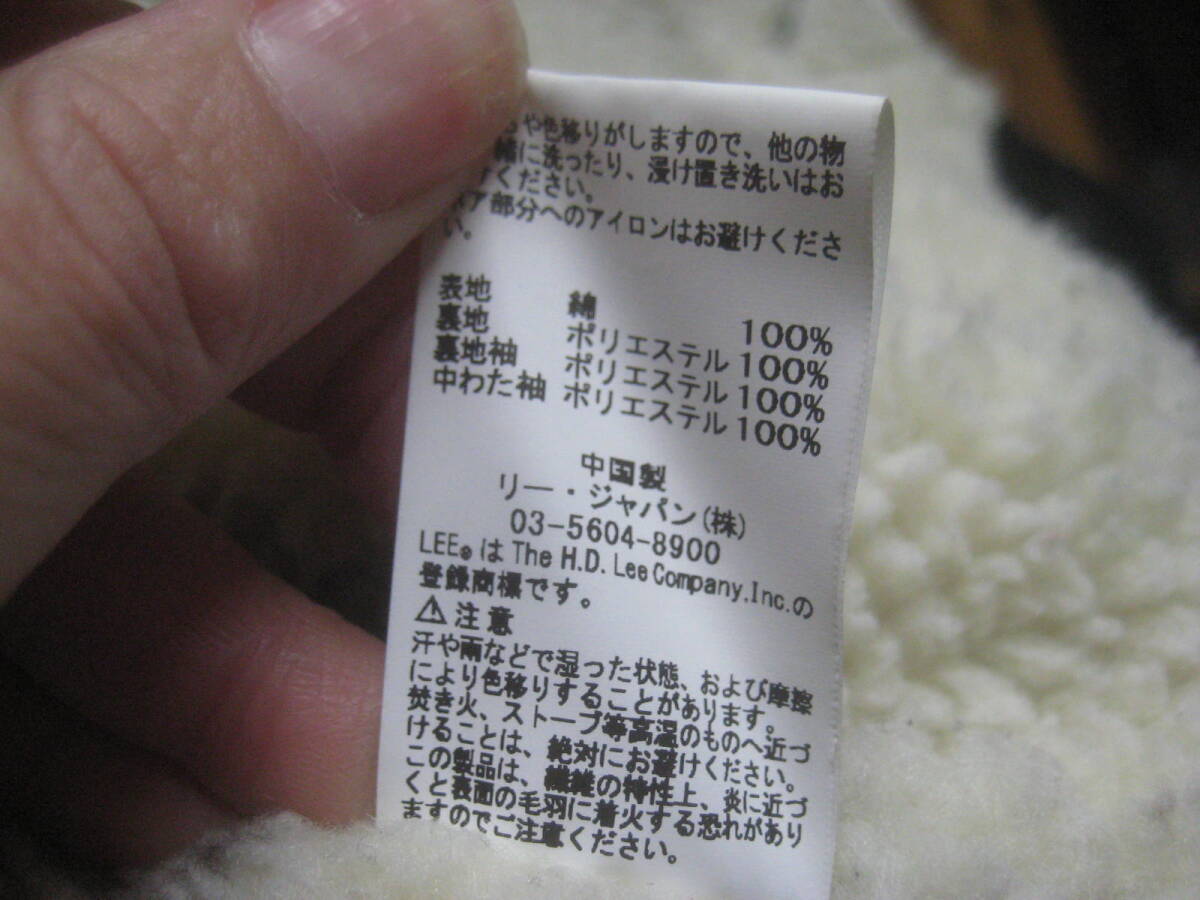 や色移りがしますので、他の物
に洗ったり、浸け置き洗いはお
ください。
ア部分へのアイロンはお避けくださ
い。
表地 綿 100%
裏地 ポリエステル 100%
裏地袖 ポリエステル 100%
中わた袖 ポリエステル 100%
中国製
リー・ジャパン(株)
03-5604-8900
LEE®は The H.D. Lee Company,Inc.の
登録商標です。
⚠注意
汗や雨などで湿った状態、および摩擦
により色移りすることがあります。
焚き火、ストーブ等高温のものへ近づ
けることは、絶対にお避けください。
この製品は、繊維の特性上、炎に近づ
くと表面の毛羽に着火する恐れがあり
ますのでご注意ください。